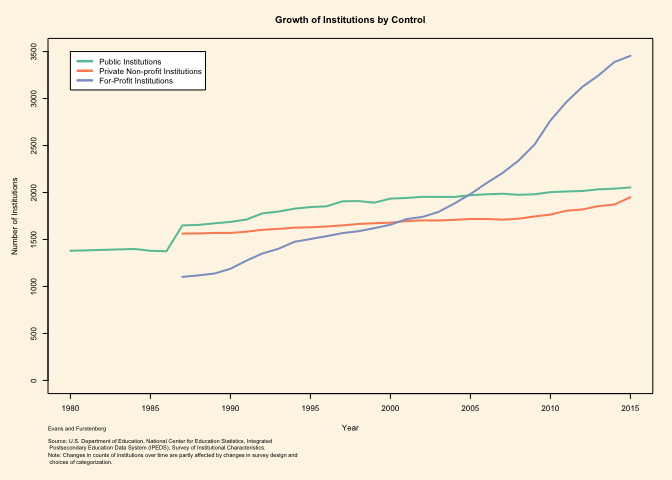 Growth of Institutions by Control
Public Institutions
Private Non-profit Institutions
For-Profit Institutions
Number of Institutions
3500
3000
2500
2000
1500
1000
500
0
1980 1985 1990 1995 2000 2005 2010 2015
Year
Evans and Furstenberg
Source: U.S. Department of Education, National Center for Education Statistics, Integrated
Postsecondary Education Data System (IPEDS), Survey of Institutional Characteristics.
Note: Changes in counts of institutions over time are partly affected by changes in survey design and
choices of categorization.